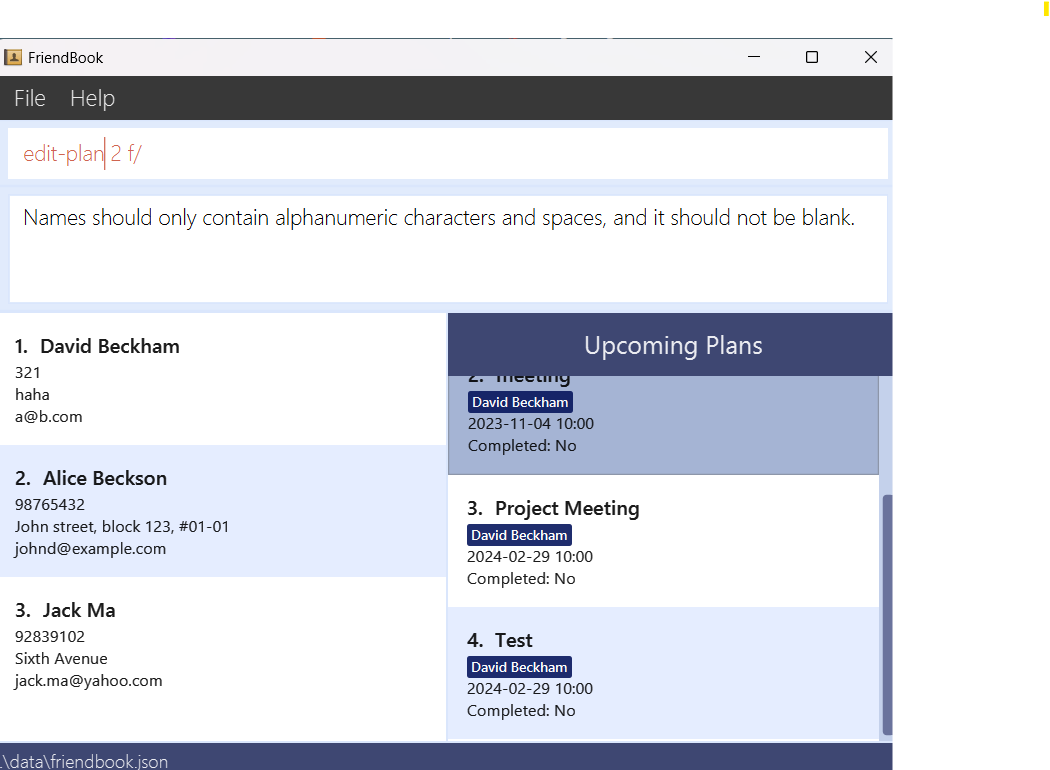 FriendBook
File Help
edit-plan 2 f/
Names should only contain alphanumeric characters and spaces, and it should not be blank.
1. David Beckham
321
haha
a@b.com
2. Alice Beckson
98765432
John street, block 123, #01-01
johnd@example.com
3. Jack Ma
92839102
Sixth Avenue
jack.ma@yahoo.com
Upcoming Plans
2. meeting
David Beckham
2023-11-04 10:00
Completed: No
3. Project Meeting
David Beckham
2024-02-29 10:00
Completed: No
4. Test
David Beckham
2024-02-29 10:00
Completed: No
.\data\friendbook.json